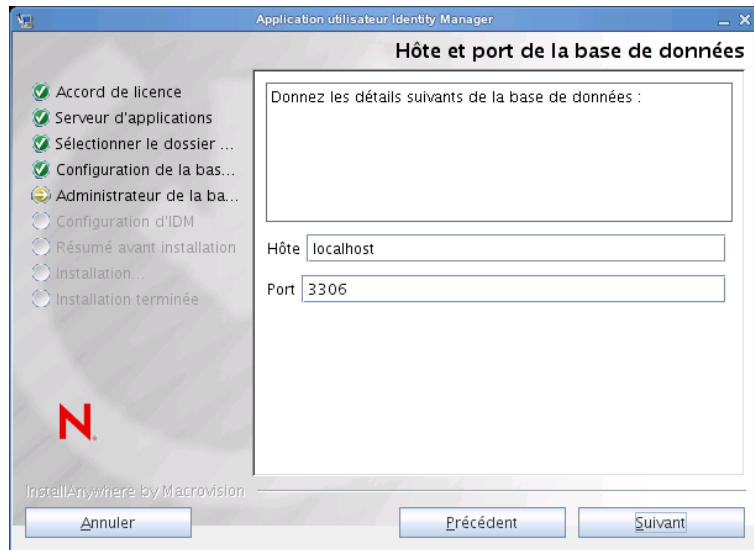 Application utilisateur Identity Manager
Hôte et port de la base de données
Accord de licence
Serveur d'applications
Sélectionner le dossier ...
Configuration de la bas...
Administrateur de la ba...
Configuration d'IDM
Résumé avant installation
Installation...
Installation terminée
Donnez les détails suivants de la base de données :
Hôte localhost
Port 3306
N.
InstallAnywhere by Macrovision
Annuler
Précédent
Suivant